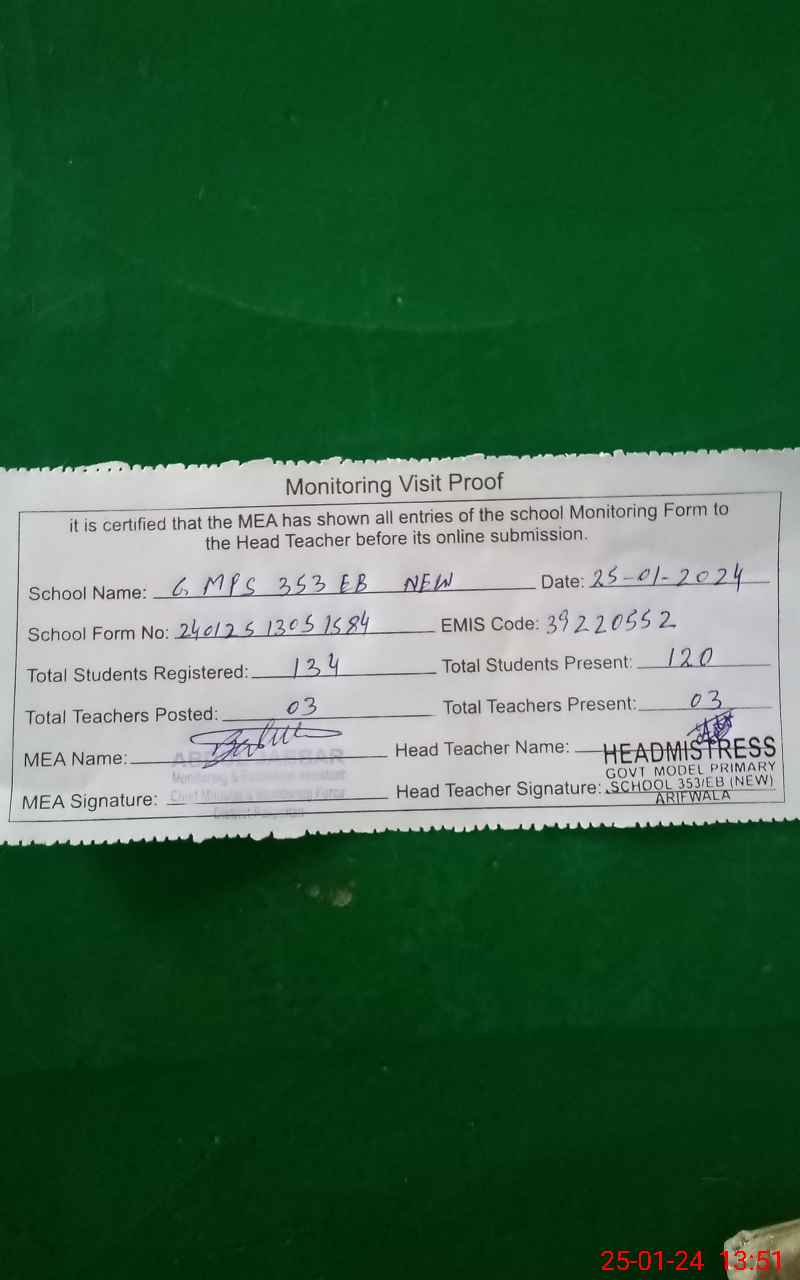 Monitoring Visit Proof
it is certified that the MEA has shown all entries of the school Monitoring Form to
the Head Teacher before its online submission.
School Name: G MPS 353 EB NEW Date: 25-01-2024
School Form No: 2401251305 1584 EMIS Code: 39220552
Total Students Registered: 134 Total Students Present: 120
Total Teachers Posted: 03 Total Teachers Present: 03
MEA Name: Head Teacher Name:
HEADMISTRESS
GOVT MODEL PRIMARY
MEA Signature: Head Teacher Signature: SCHOOL 353/EB (NEW)
ARIFWALA
25-01-24 13:51